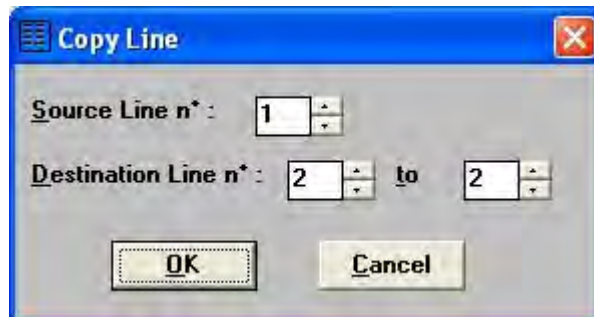 Copy Line
Source Line n° : 1
Destination Line n° : 2 to 2
OK Cancel